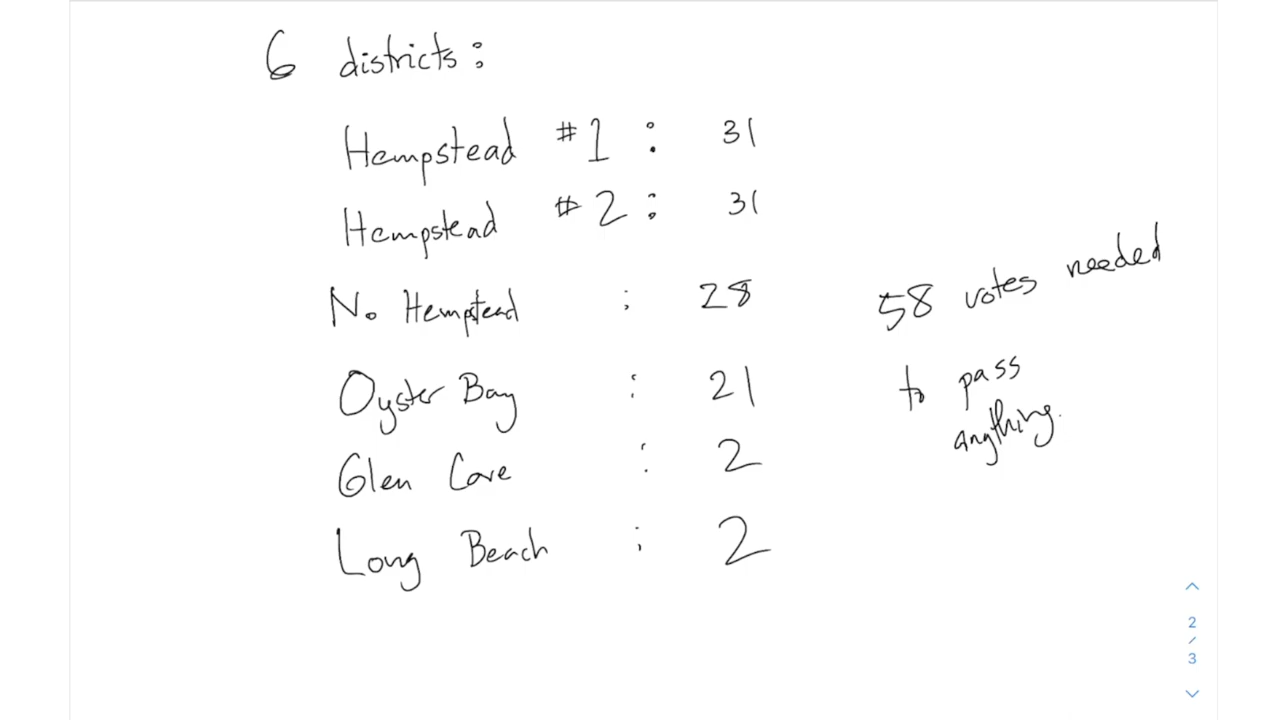 6 districts:
Hempstead #1 : 31
Hempstead #2 : 31
No. Hempstead : 28
Oyster Bay : 21
Glen Cove : 2
Long Beach : 2
58 votes needed
to pass
anything.
2
/
3